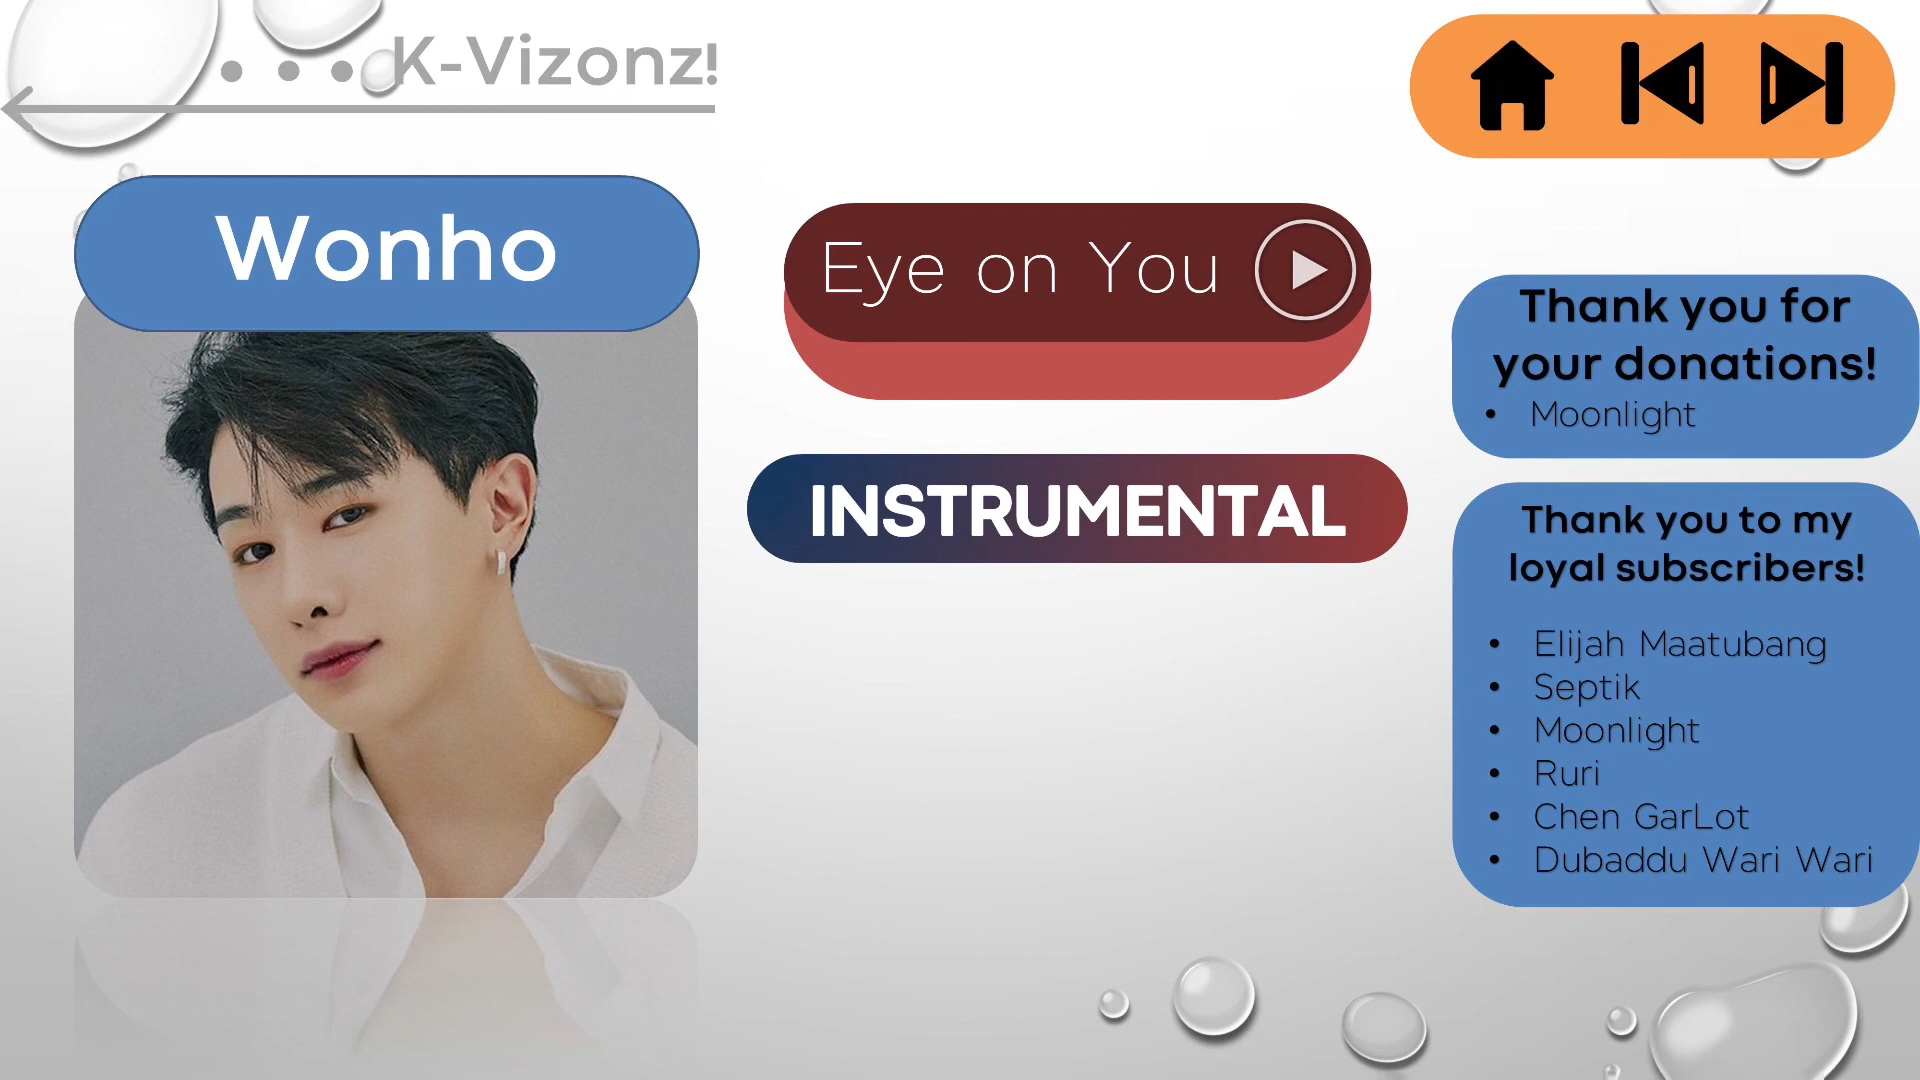 K-Vizonz!
Wonho
Eye on You
INSTRUMENTAL
Thank you for
your donations!
• Moonlight
Thank you to my
loyal subscribers!
• Elijah Maatubang
• Septik
• Moonlight
• Ruri
• Chen GarLot
• Dubaddu Wari Wari